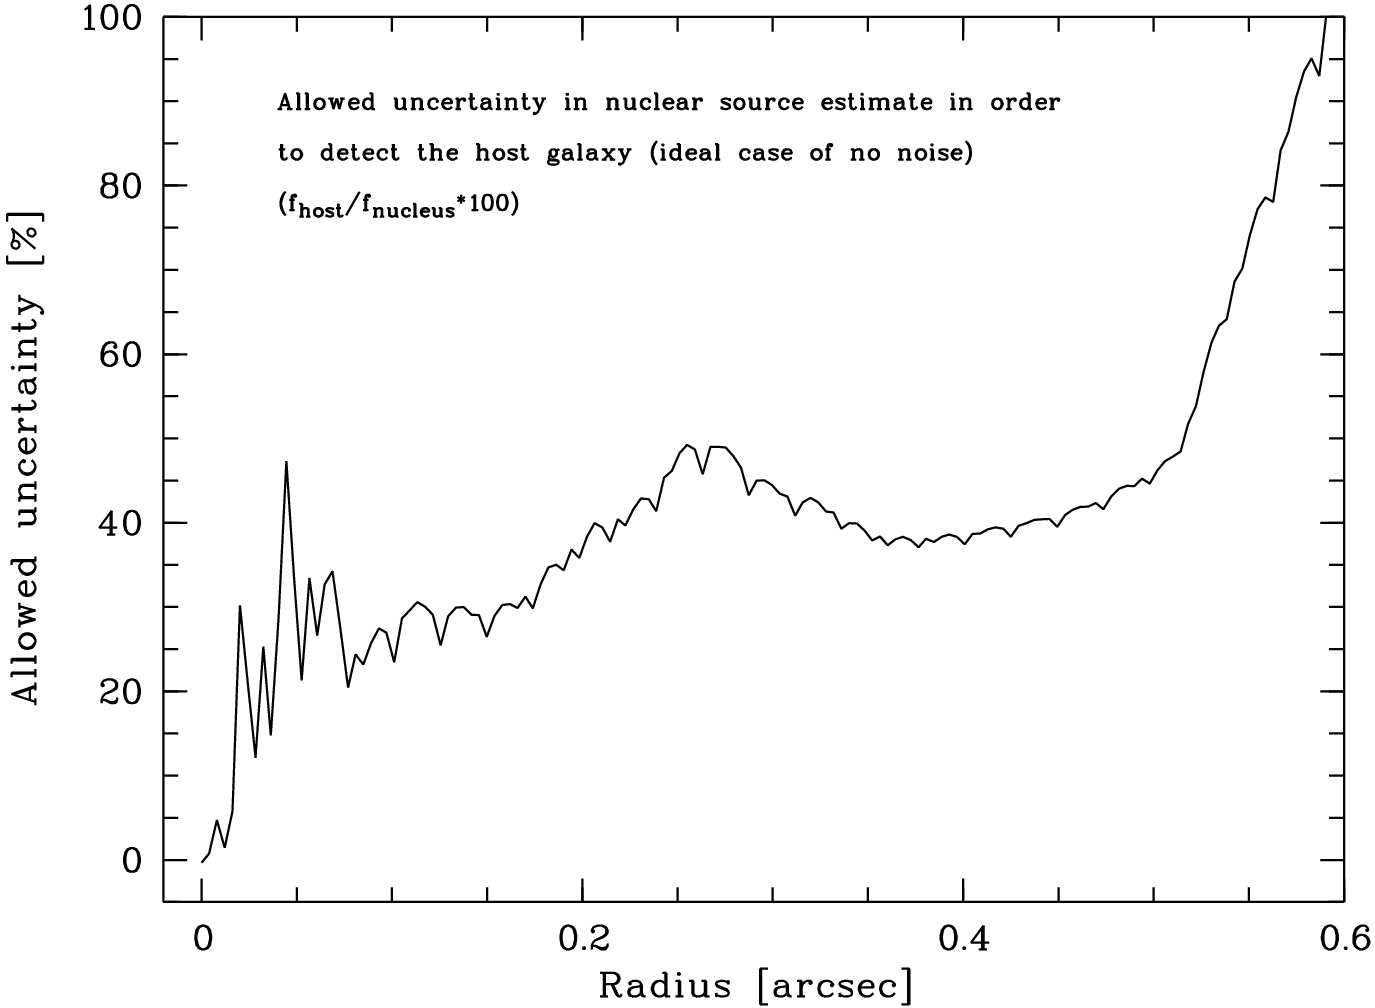 100
80
60
40
20
0
Allowed uncertainty [%]
Allowed uncertainty in nuclear source estimate in order
to detect the host galaxy (ideal case of no noise)
(fhost/fnucleus*100)
0 0.2 0.4 0.6
Radius [arcsec]